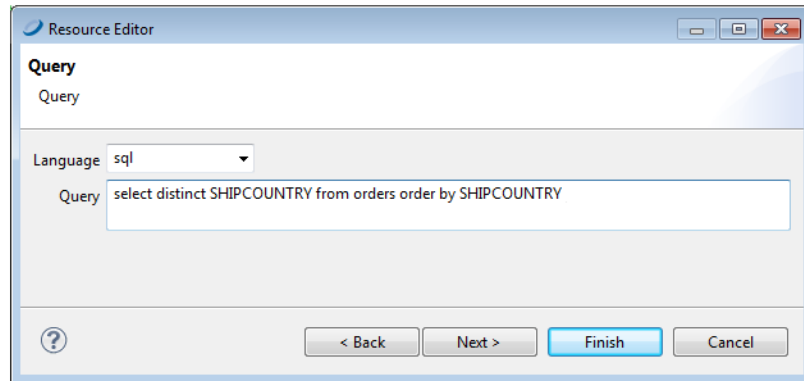 Resource Editor
Query
Query
Language sql
Query select distinct SHIPCOUNTRY from orders order by SHIPCOUNTRY
? < Back Next > Finish Cancel